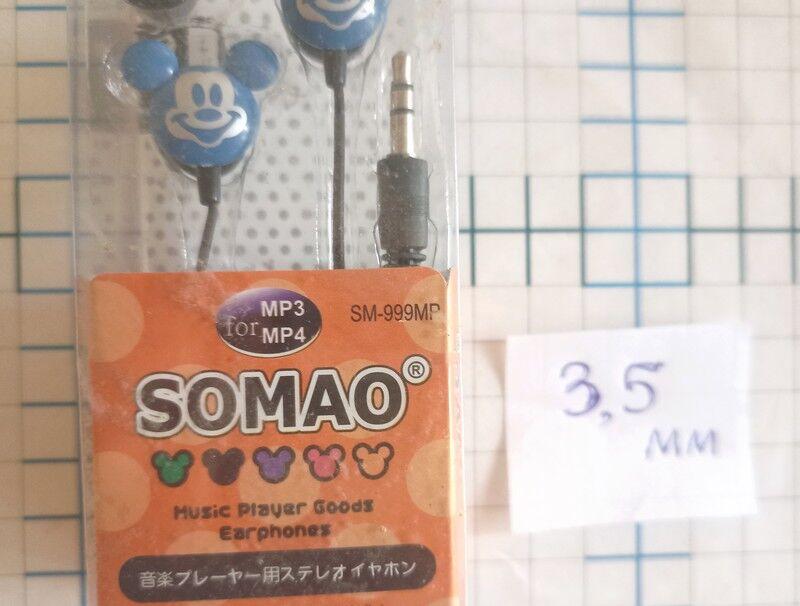 for
MP3
MP4
SM-999MP
SOMAO®
Music Player Goods
Earphones
音楽プレーヤー用ステレオイヤホン
3,5
мм